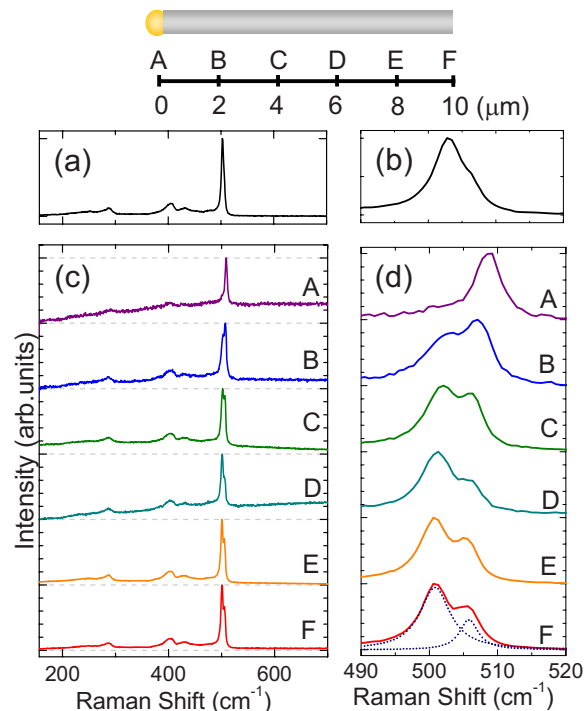 A B C D E F
0 2 4 6 8 10 (μm)
(a)
(b)
(c)
A
B
C
D
E
F
(d)
A
B
C
D
E
F
Intensity (arb.units)
200 400 600
490 500 510 520
Raman Shift (cm⁻¹)
Raman Shift (cm⁻¹)